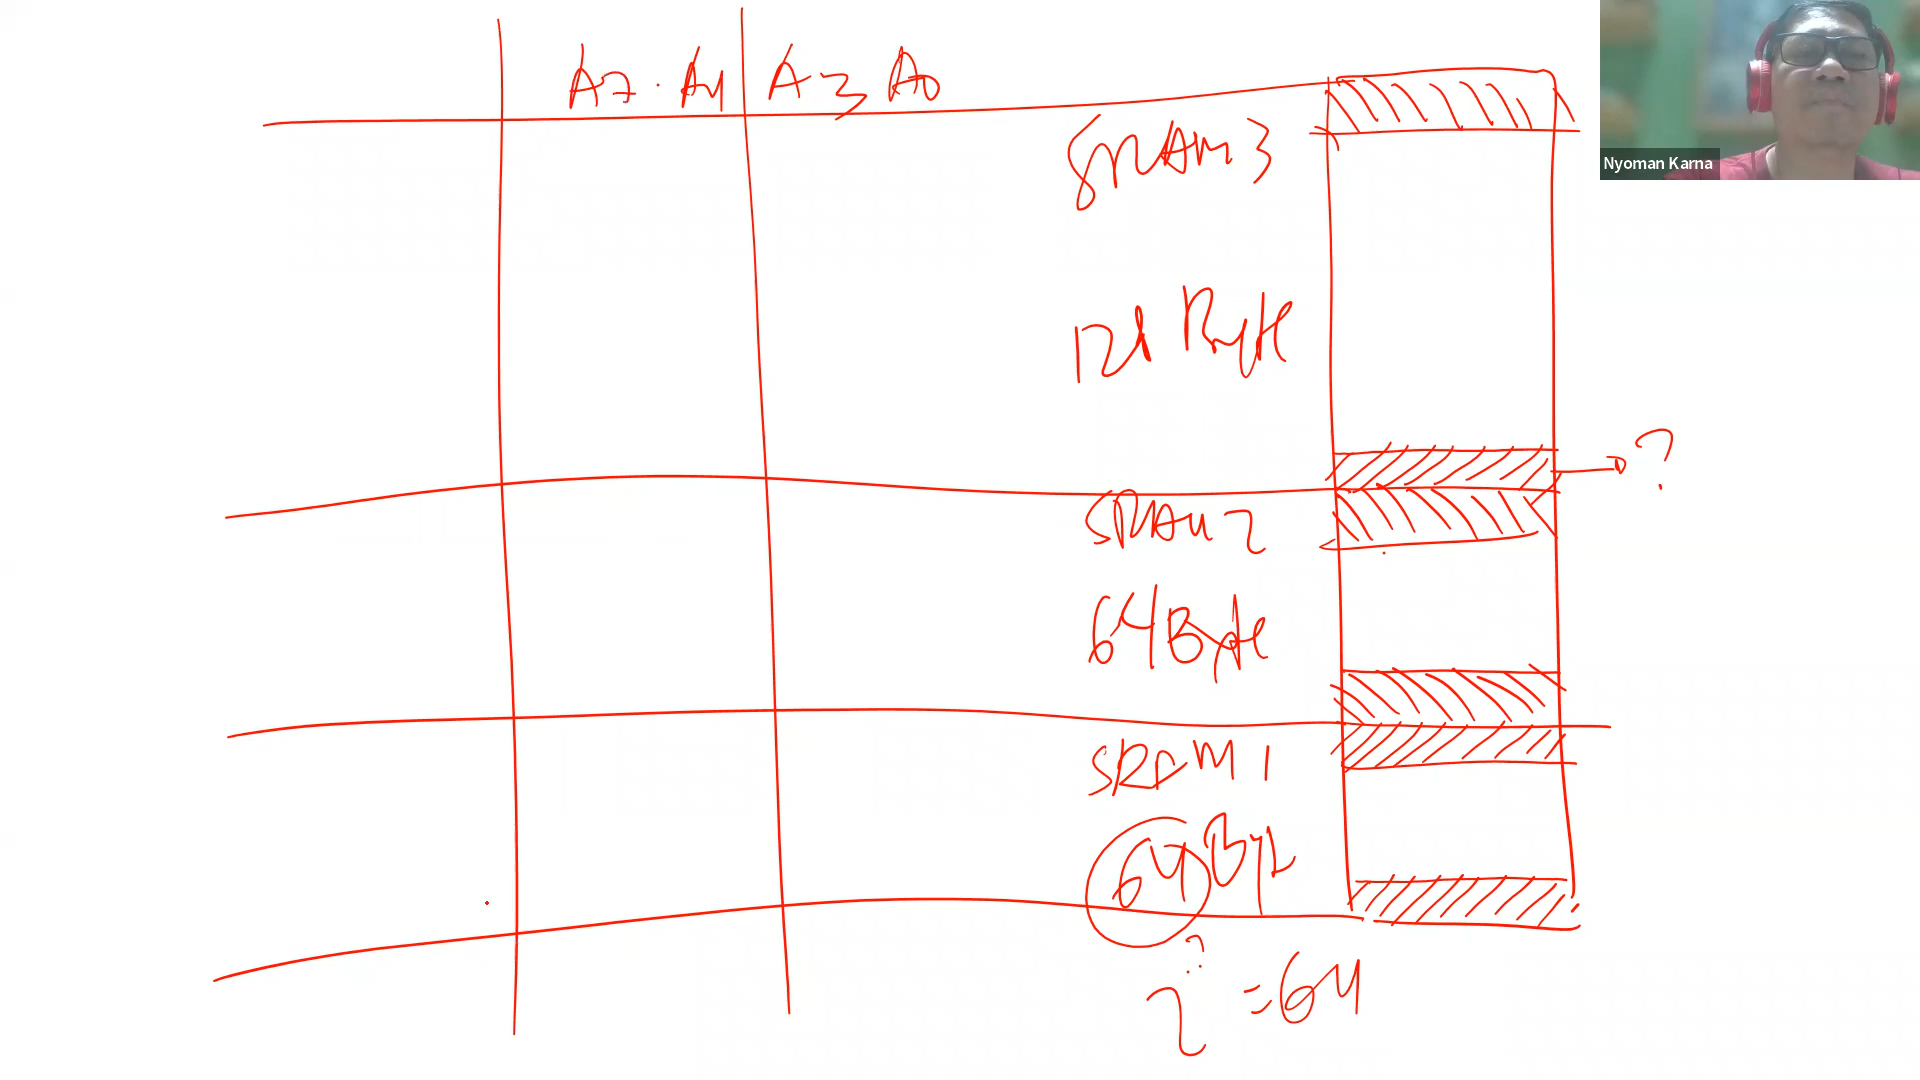 A7 . A4 A3 A0
SRAM 3
128 Byte
?
SRAM 2
64 Byte
SRAM 1
64 Byte
2^? = 64
Nyoman Karna